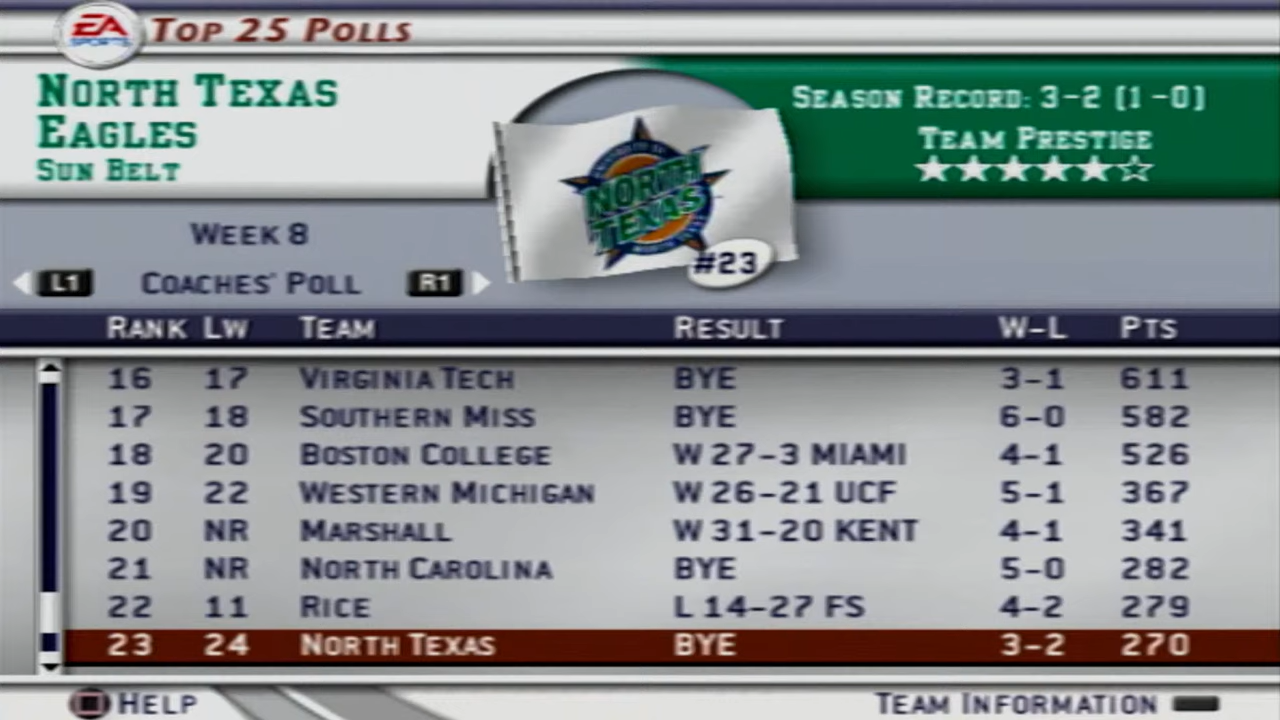 EA SPORTS
TOP 25 POLLS
NORTH TEXAS
EAGLES
SUN BELT
SEASON RECORD: 3-2 (1-0)
TEAM PRESTIGE
NORTH
TEXAS
#23
WEEK 8
L1 COACHES' POLL R1
RANK LW TEAM RESULT W-L PTS
16 17 VIRGINIA TECH BYE 3-1 611
17 18 SOUTHERN MISS BYE 6-0 582
18 20 BOSTON COLLEGE W 27-3 MIAMI 4-1 526
19 22 WESTERN MICHIGAN W 26-21 UCF 5-1 367
20 NR MARSHALL W 31-20 KENT 4-1 341
21 NR NORTH CAROLINA BYE 5-0 282
22 11 RICE L 14-27 FS 4-2 279
23 24 NORTH TEXAS BYE 3-2 270
HELP
TEAM INFORMATION